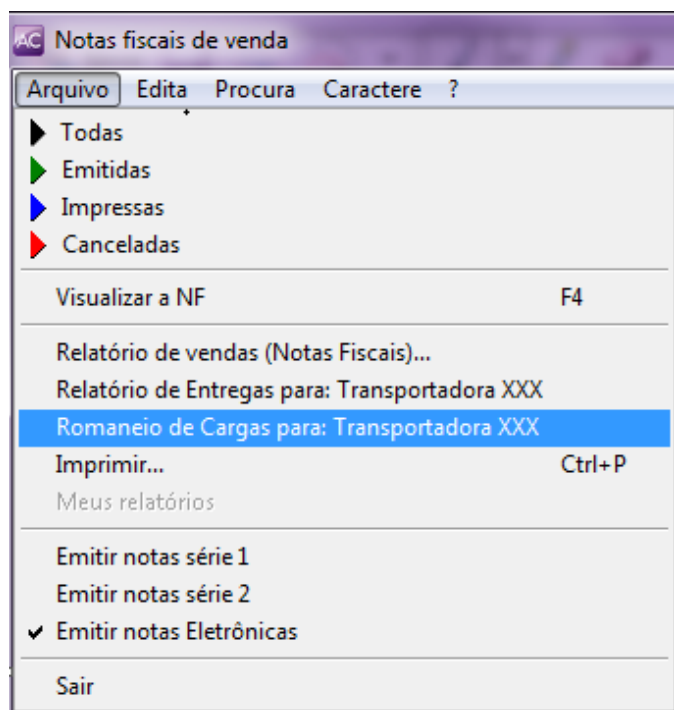 AC Notas fiscais de venda
Arquivo Edita Procura Caractere ?
Todas
Emitidas
Impressas
Canceladas
Visualizar a NF F4
Relatório de vendas (Notas Fiscais)...
Relatório de Entregas para: Transportadora XXX
Romaneio de Cargas para: Transportadora XXX
Imprimir... Ctrl+P
Meus relatórios
Emitir notas série 1
Emitir notas série 2
Emitir notas Eletrônicas
Sair